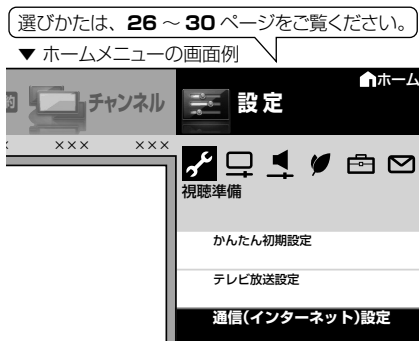 選びかたは、26 ~ 30 ページをご覧ください。
▼ ホームメニューの画面例
ホーム
チャンネル
設定
××× ×××
視聴準備
かんたん初期設定
テレビ放送設定
通信(インターネット)設定